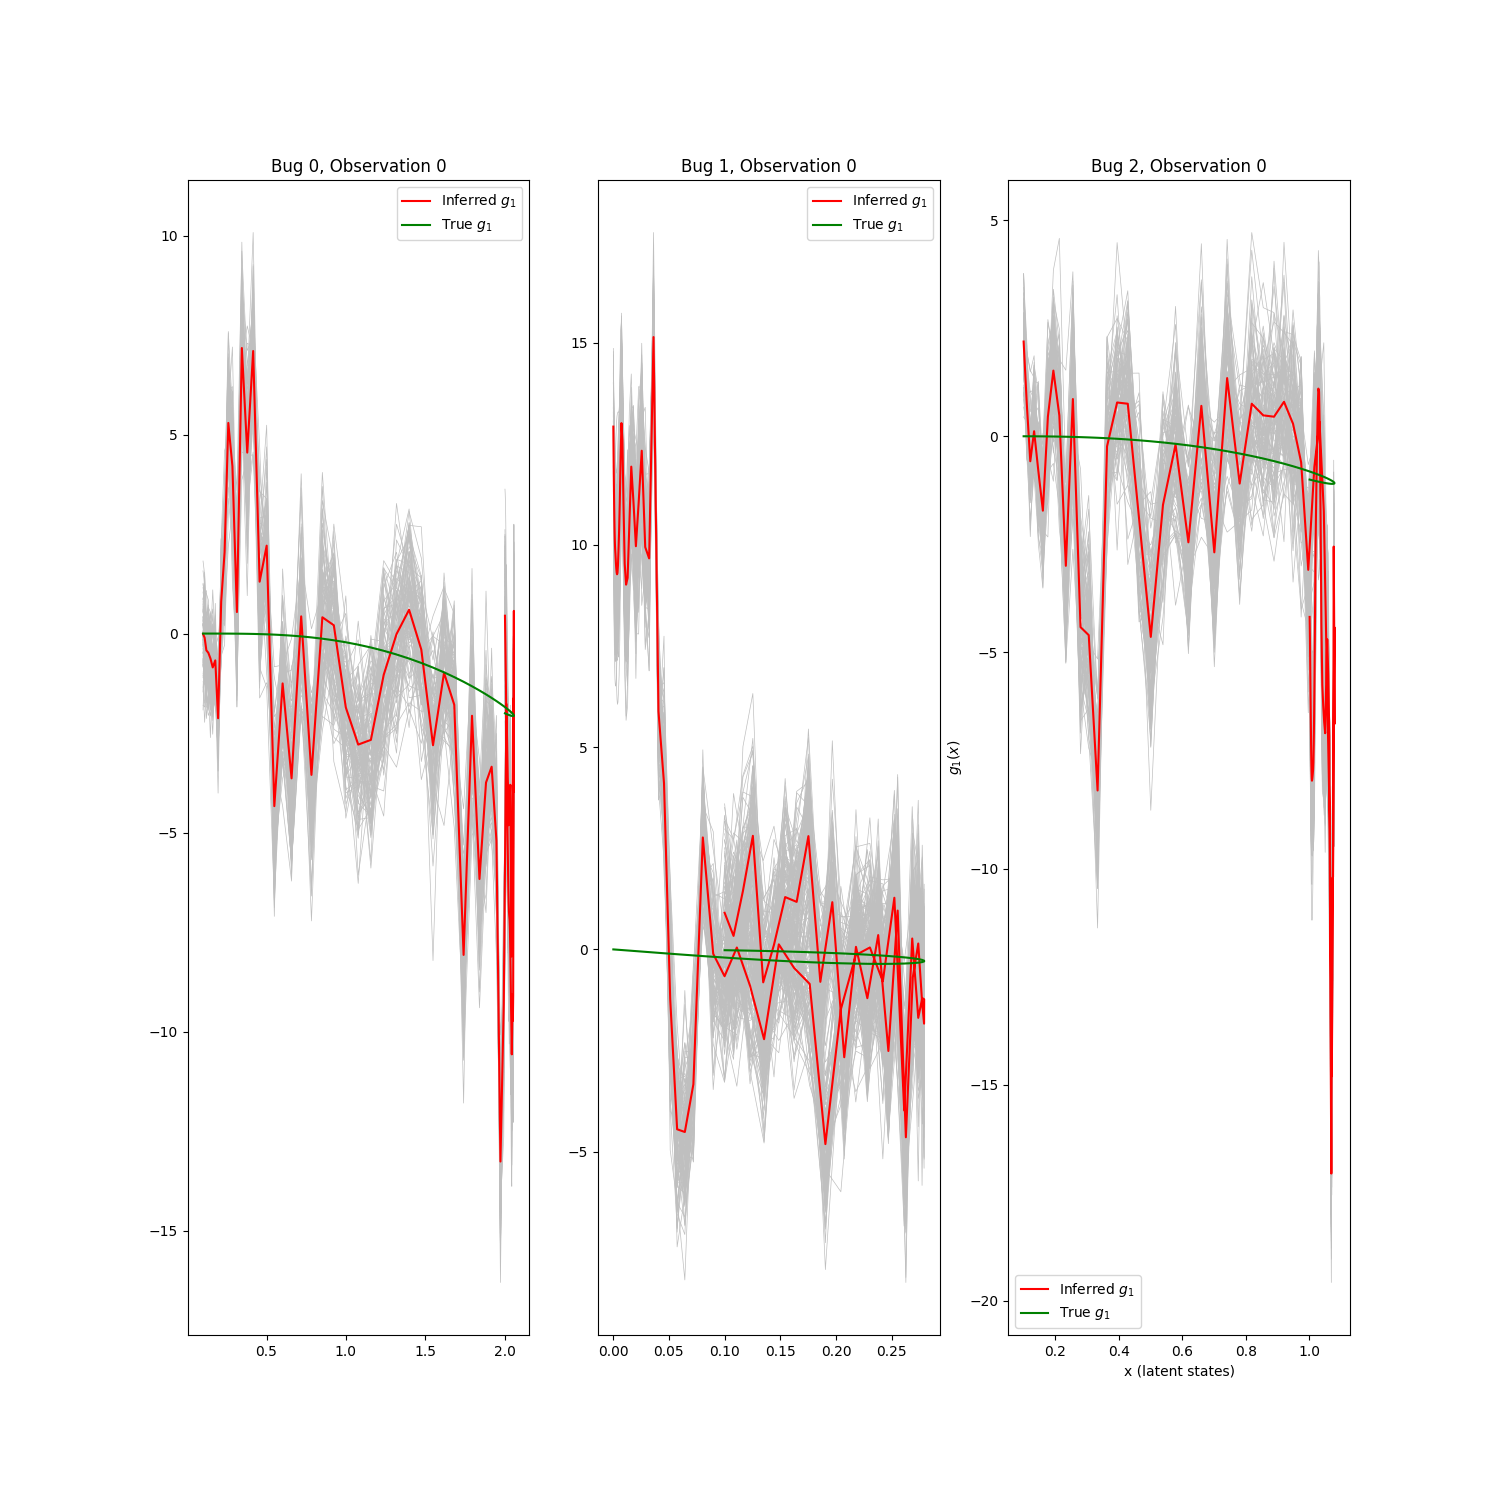 Bug 0, Observation 0
Inferred g₁
True g₁
10
5
0
−5
−10
−15
0.5 1.0 1.5 2.0
Bug 1, Observation 0
Inferred g₁
True g₁
15
10
5
0
−5
0.00 0.05 0.10 0.15 0.20 0.25
Bug 2, Observation 0
g₁(x)
5
0
−5
−10
−15
−20
Inferred g₁
True g₁
0.2 0.4 0.6 0.8 1.0
x (latent states)